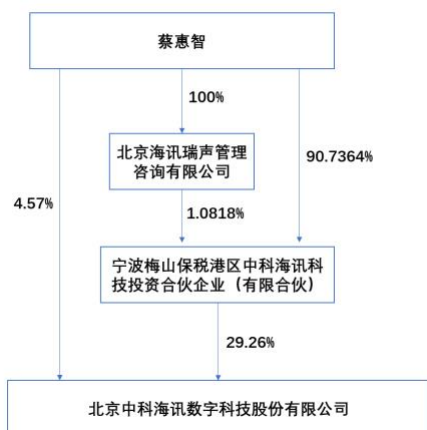 蔡惠智
100%
北京海讯瑞声管理
咨询有限公司
90.7364%
4.57%
1.0818%
宁波梅山保税港区中科海讯科
技投资合伙企业（有限合伙）
29.26%
北京中科海讯数字科技股份有限公司